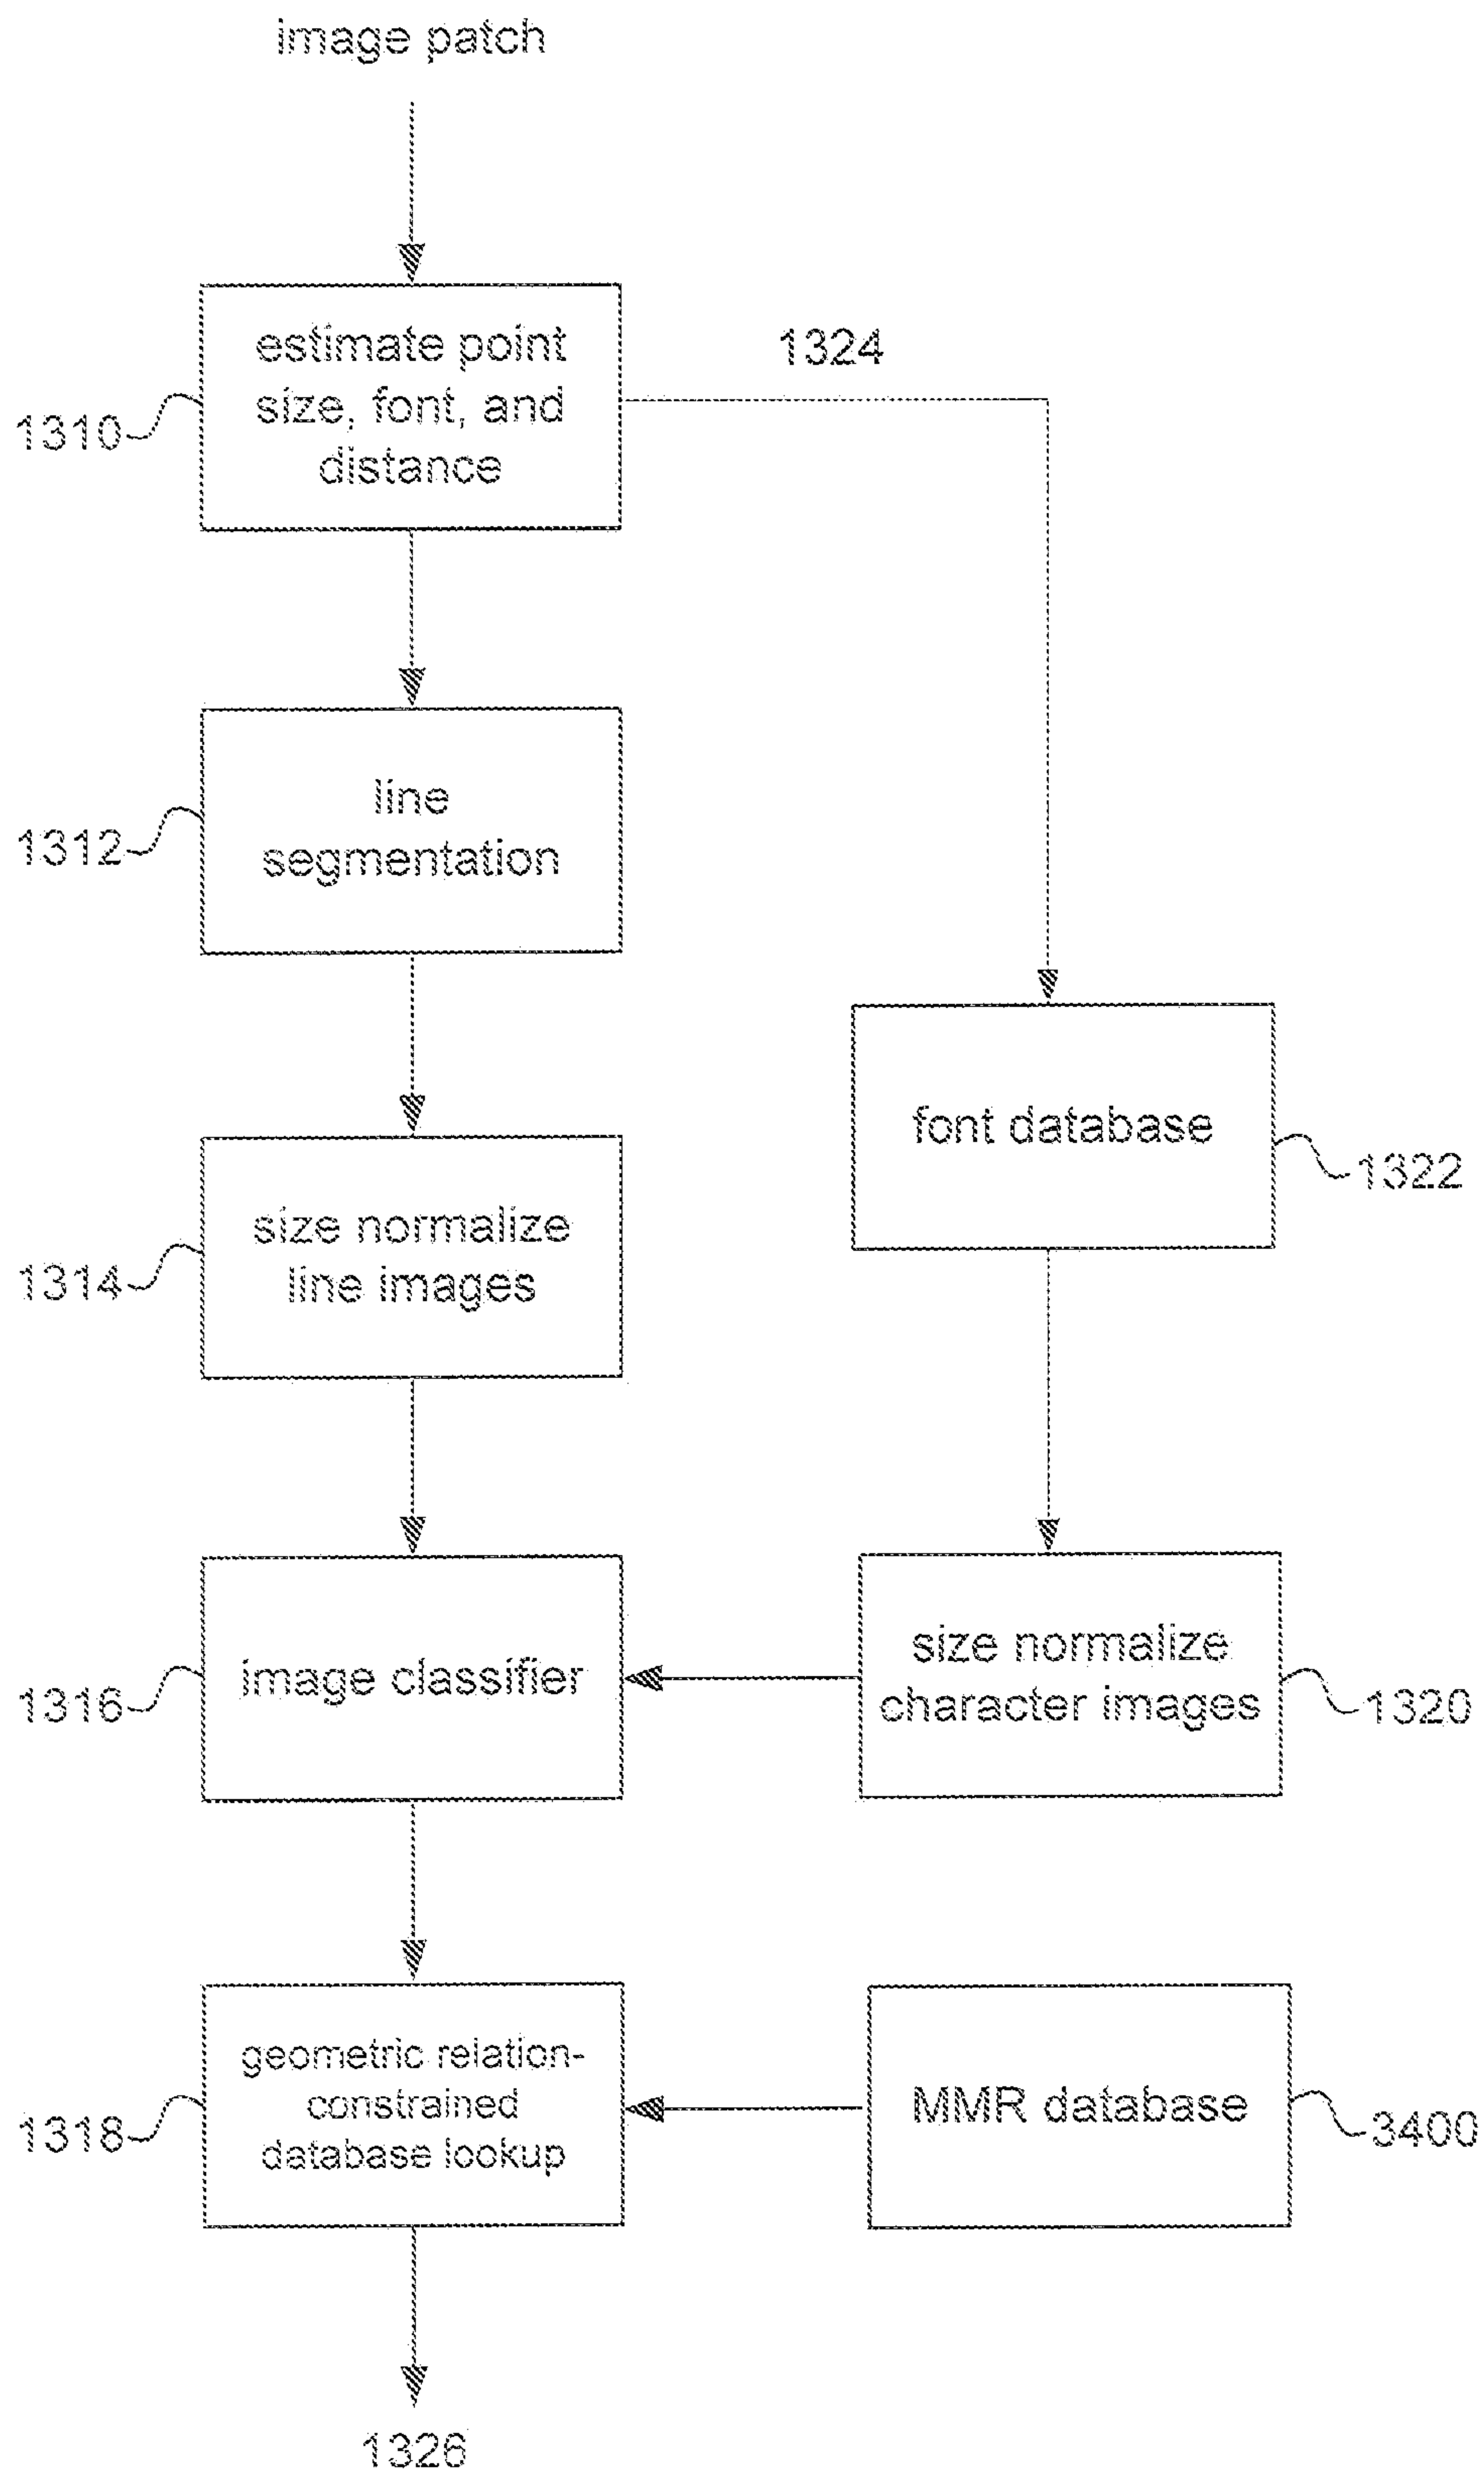 image patch
estimate point
size, font, and
distance
1310
1324
line
segmentation
1312
font database
1322
size normalize
line images
1314
image classifier
1316
size normalize
character images
1320
geometric relation-
constrained
database lookup
1318
MMR database
3400
1326